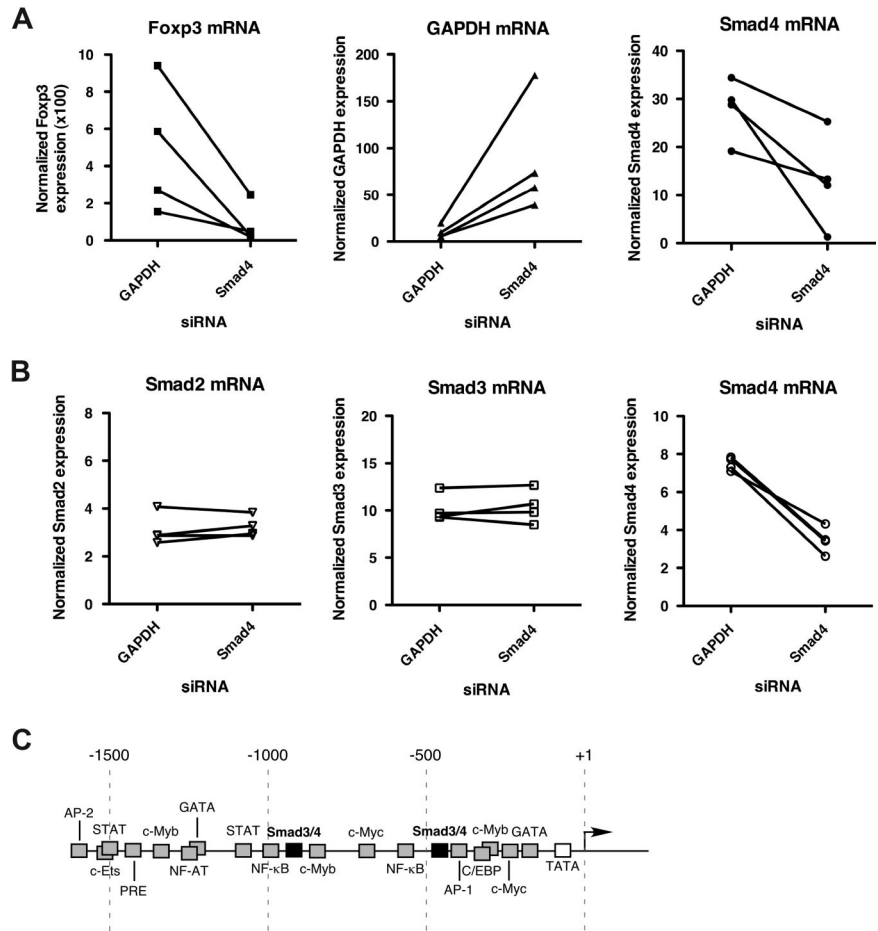 A
Foxp3 mRNA
GAPDH mRNA
Smad4 mRNA
Normalized Foxp3
expression (x100)
10
8
6
4
2
0
GAPDH
Smad4
siRNA
Normalized GAPDH expression
200
150
100
50
0
GAPDH
Smad4
siRNA
Normalized Smad4 expression
40
30
20
10
0
GAPDH
Smad4
siRNA
B
Smad2 mRNA
Smad3 mRNA
Smad4 mRNA
Normalized Smad2 expression
8
6
4
2
0
GAPDH
Smad4
siRNA
Normalized Smad3 expression
20
15
10
5
0
GAPDH
Smad4
siRNA
Normalized Smad4 expression
10
8
6
4
2
0
GAPDH
Smad4
siRNA
C
-1500 -1000 -500 +1
AP-2 GATA
STAT c-Myb STAT Smad3/4 c-Myc Smad3/4 c-Myb GATA
c-Ets NF-AT NF-κB c-Myb NF-κB C/EBP TATA
PRE AP-1 c-Myc